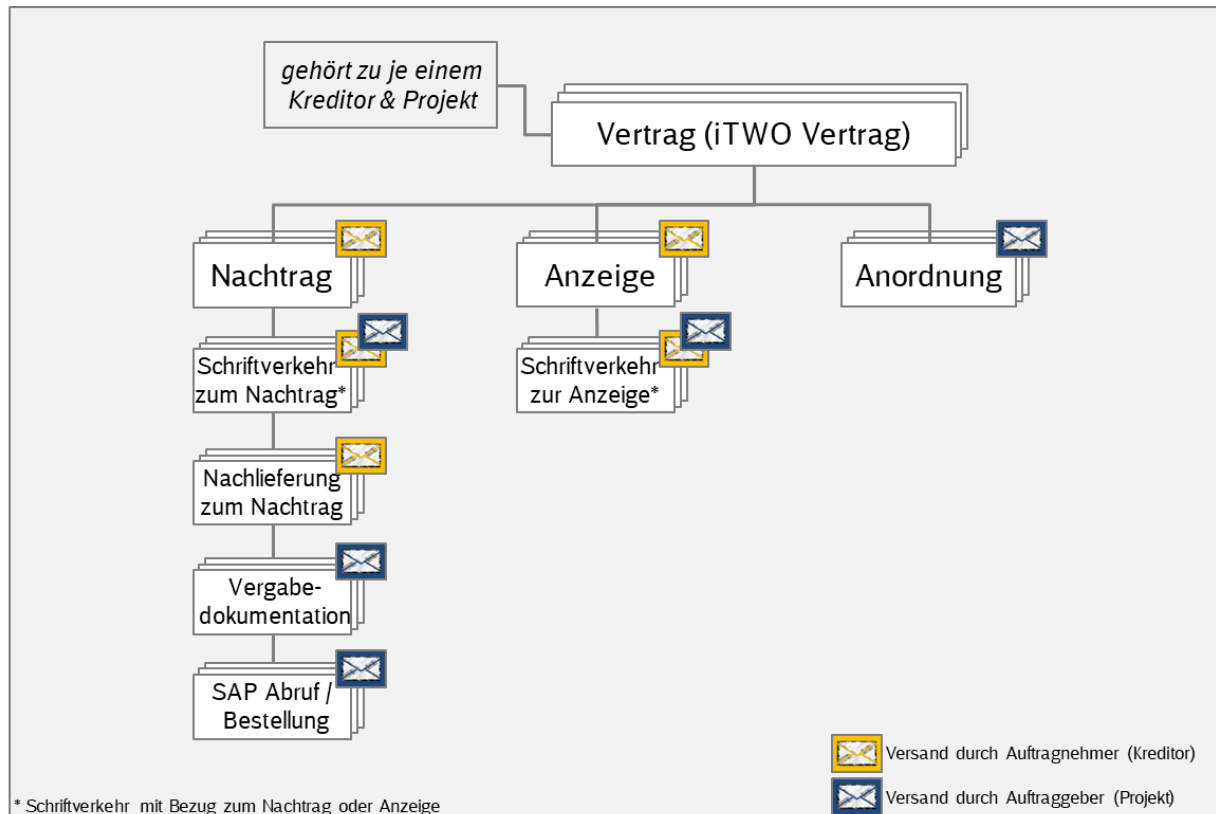 gehört zu je einem
Kreditor & Projekt
Vertrag (iTWO Vertrag)
Nachtrag
Anzeige
Anordnung
Schriftverkehr
zum Nachtrag*
Schriftverkehr
zur Anzeige*
Nachlieferung
zum Nachtrag
Vergabe-
dokumentation
SAP Abruf /
Bestellung
Versand durch Auftragnehmer (Kreditor)
Versand durch Auftraggeber (Projekt)
* Schriftverkehr mit Bezug zum Nachtrag oder Anzeige